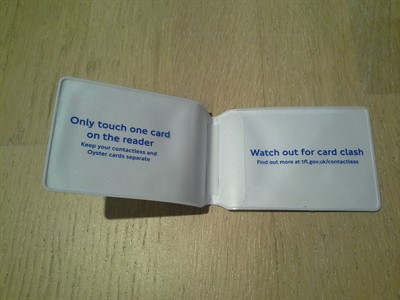 Only touch one card
on the reader
Keep your contactless and
Oyster cards separate
Watch out for card clash
Find out more at tfl.gov.uk/contactless